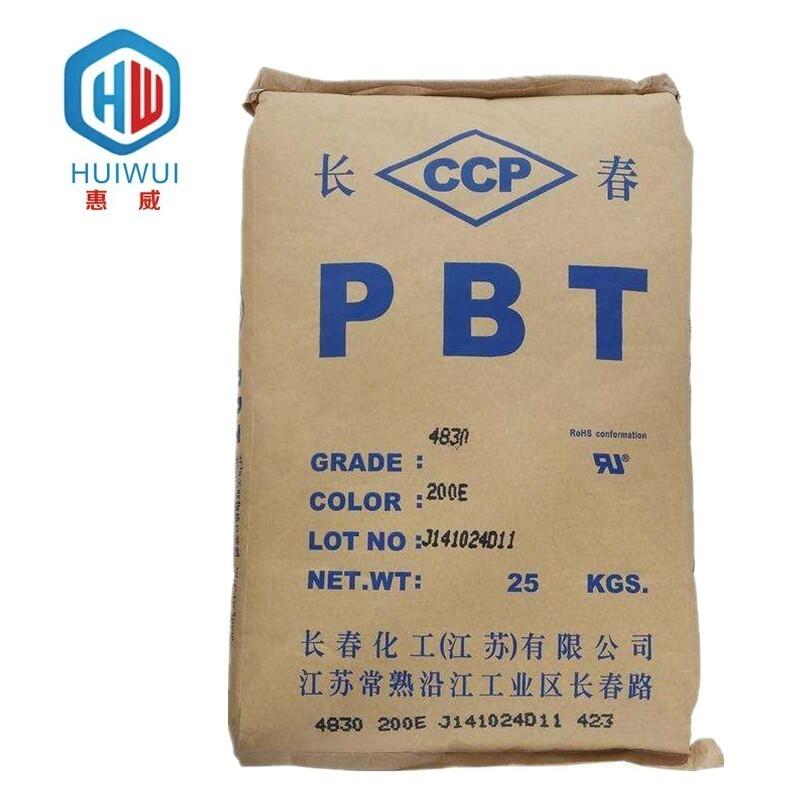 HW
HUIWUI
惠威
长 CCP 春
PBT
4830
GRADE:
RoHS conformation
RU®
COLOR: 200E
LOT NO: J141024D11
NET.WT: 25 KGS.
长春化工(江苏)有限公司
江苏常熟沿江工业区长春路
4830 200E J141024D11 423
PBT